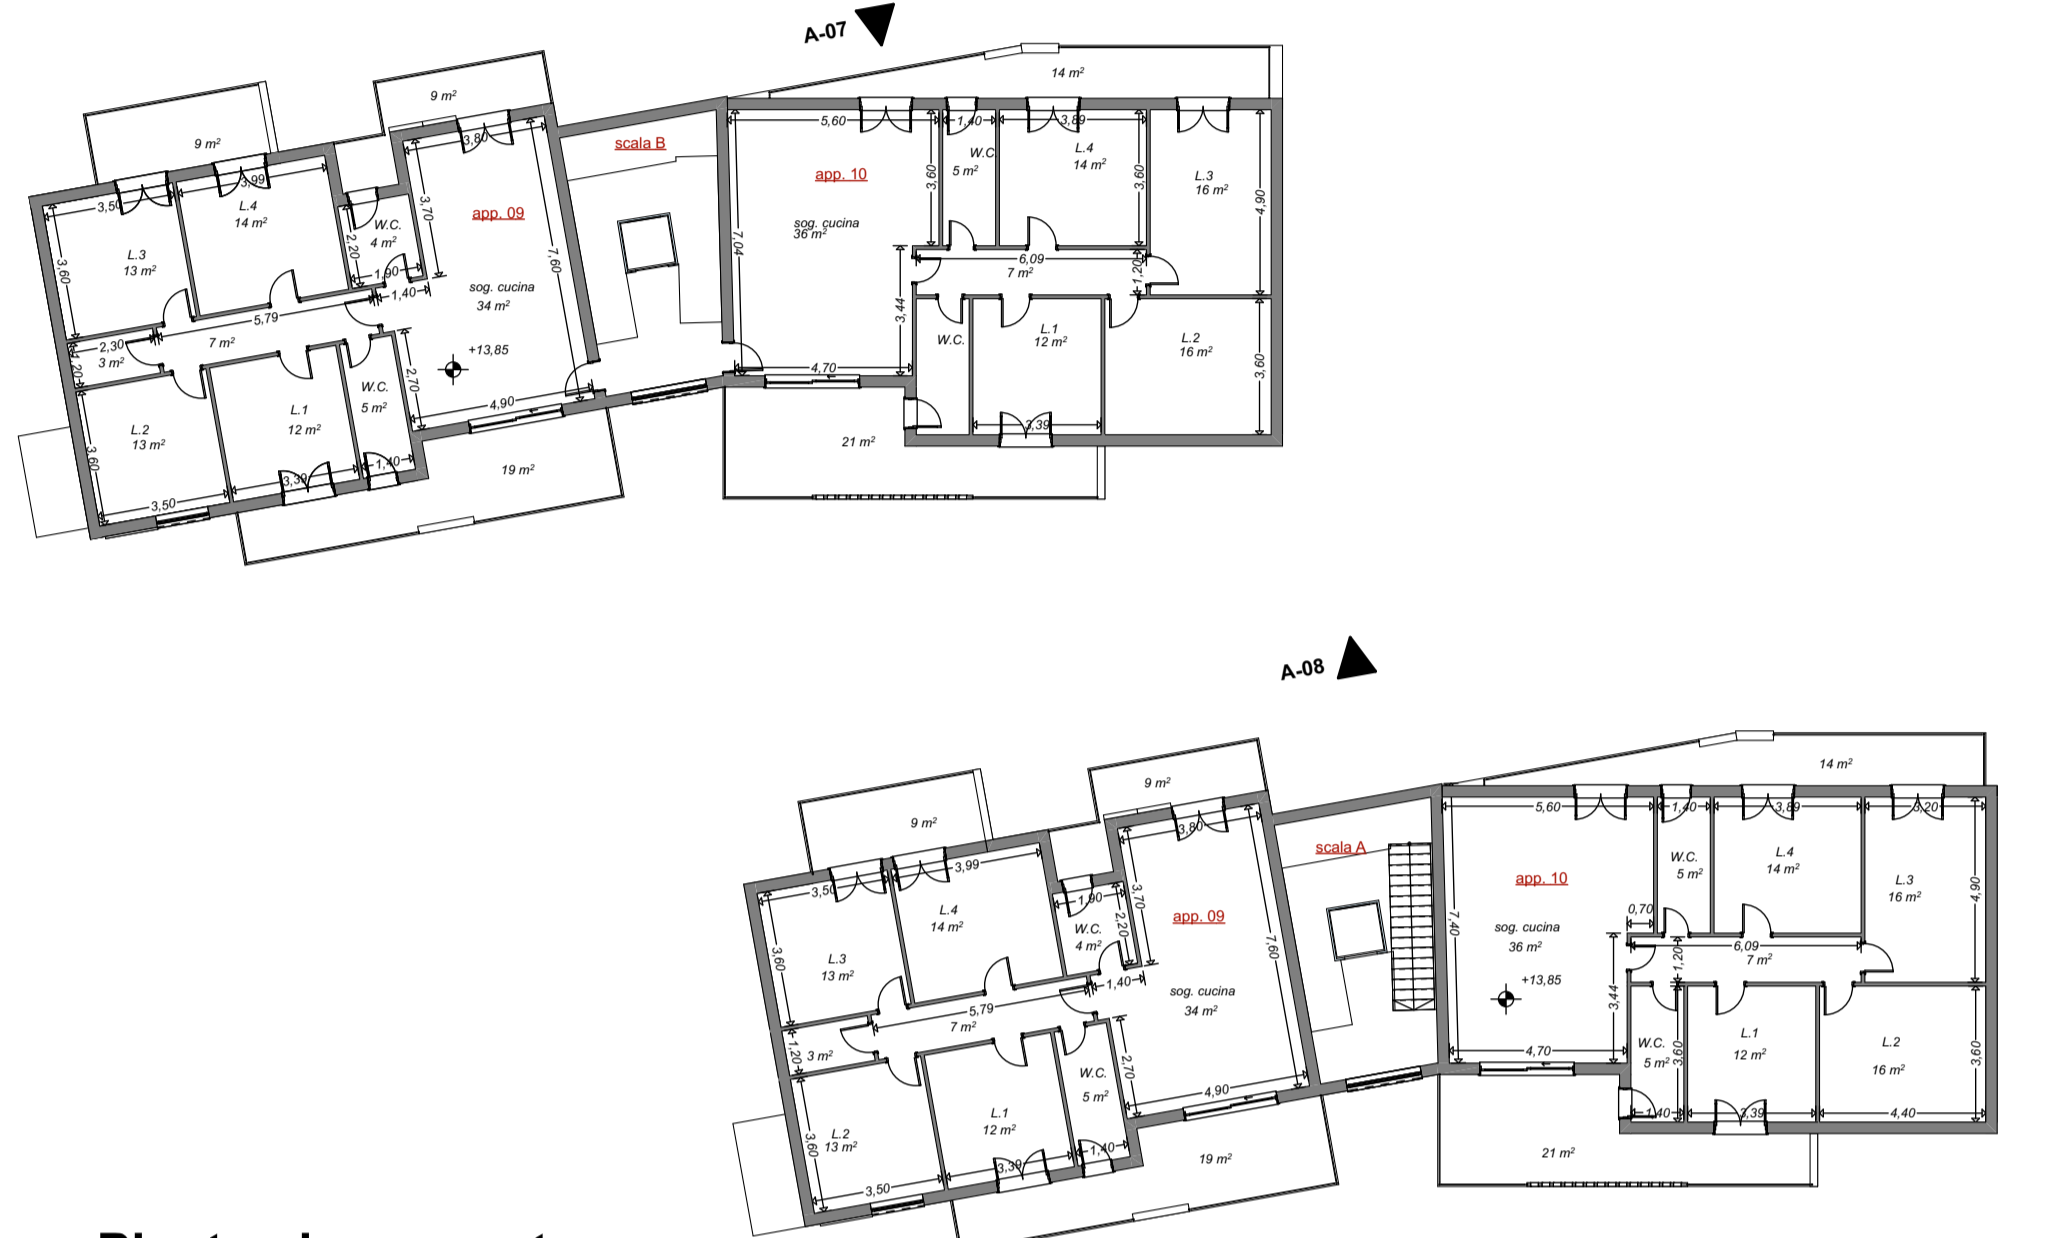 A-07
14 m²
9 m²
9 m²
3,80
scala B
5,60
1,40
3,89
W.C.
5 m²
L.4
14 m²
L.3
16 m²
app. 10
3,60
3,60
4,90
3,50
3,99
L.4
14 m²
3,70
app. 09
W.C.
4 m²
2,20
1,90
1,40
L.3
13 m²
3,60
7,60
sog. cucina
36 m²
7,04
6,09
7 m²
1,20
3,44
sog. cucina
34 m²
5,79
7 m²
2,30
3 m²
+13,85
W.C.
L.1
12 m²
L.2
16 m²
3,60
4,70
2,70
W.C.
5 m²
4,90
L.1
12 m²
L.2
13 m²
3,60
3,39
21 m²
1,40
3,39
3,50
19 m²
A-08
14 m²
9 m²
9 m²
3,80
scala A
5,60
1,40
3,89
3,20
3,50
3,99
W.C.
5 m²
L.4
14 m²
L.3
16 m²
app. 10
4,90
1,90
3,70
2,20
L.4
14 m²
app. 09
W.C.
4 m²
0,70
7,40
sog. cucina
36 m²
6,09
7 m²
1,20
L.3
13 m²
3,60
7,60
1,40
+13,85
3,44
sog. cucina
34 m²
5,79
7 m²
1,20
3 m²
W.C.
5 m²
3,60
L.1
12 m²
L.2
16 m²
3,60
4,70
2,70
W.C.
5 m²
4,90
1,40
3,39
4,40
L.1
12 m²
L.2
13 m²
3,60
1,40
3,39
3,50
19 m²
21 m²